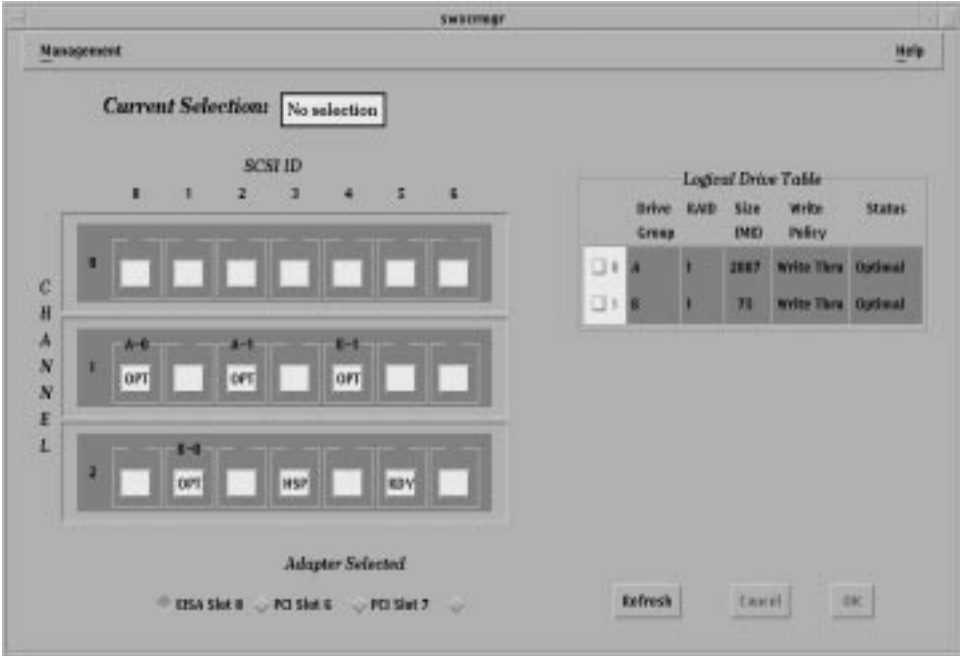 swxcrmgr
Management Help
Current Selection: No selection
SCSI ID
0 1 2 3 4 5 6
Logical Drive Table
Drive Group RAID Size (MB) Write Policy Status
0 A 1 2007 Write Thru Optimal
1 B 1 71 Write Thru Optimal
CHANNEL
0
A-0 A-1 B-1
1 OPT OPT OPT
B-0
2 OPT HSP RDY
Adapter Selected
EISA Slot 8 PCI Slot 6 PCI Slot 7
Refresh Cancel OK